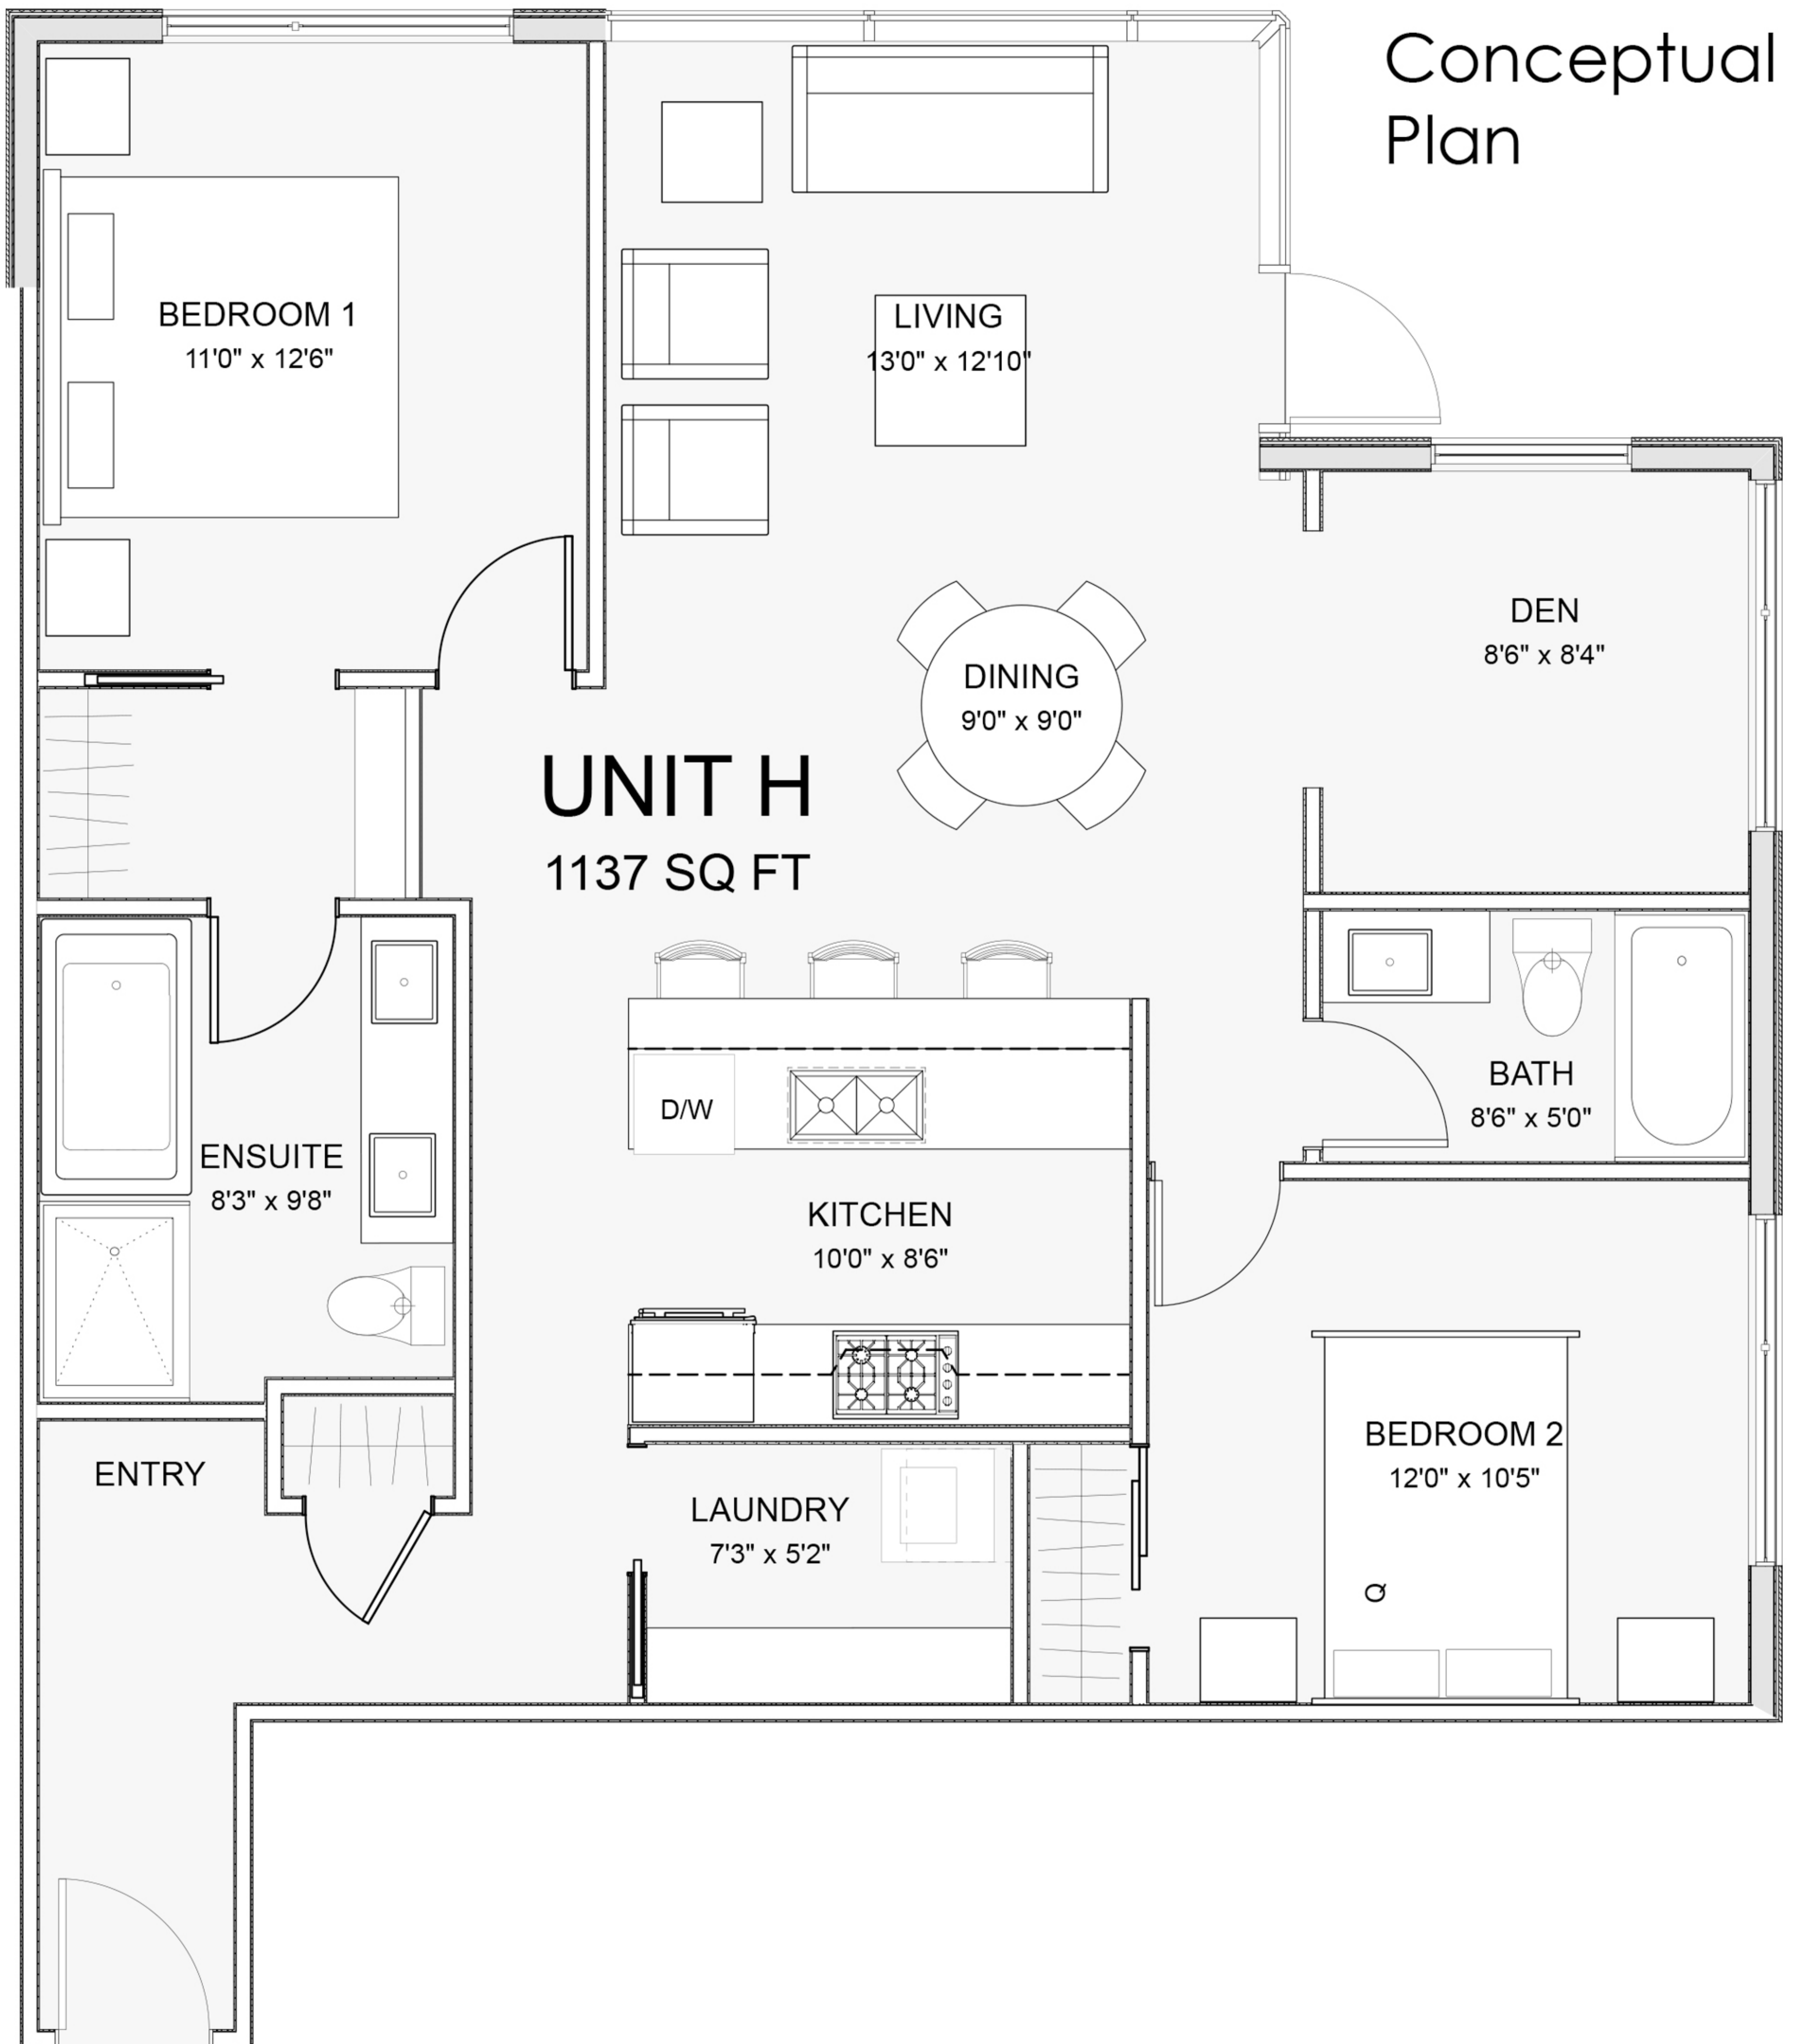 Conceptual
Plan
BEDROOM 1
11'0" x 12'6"
LIVING
13'0" x 12'10"
DEN
8'6" x 8'4"
DINING
9'0" x 9'0"
UNIT H
1137 SQ FT
BATH
8'6" x 5'0"
D/W
ENSUITE
8'3" x 9'8"
KITCHEN
10'0" x 8'6"
BEDROOM 2
12'0" x 10'5"
ENTRY
LAUNDRY
7'3" x 5'2"
Q